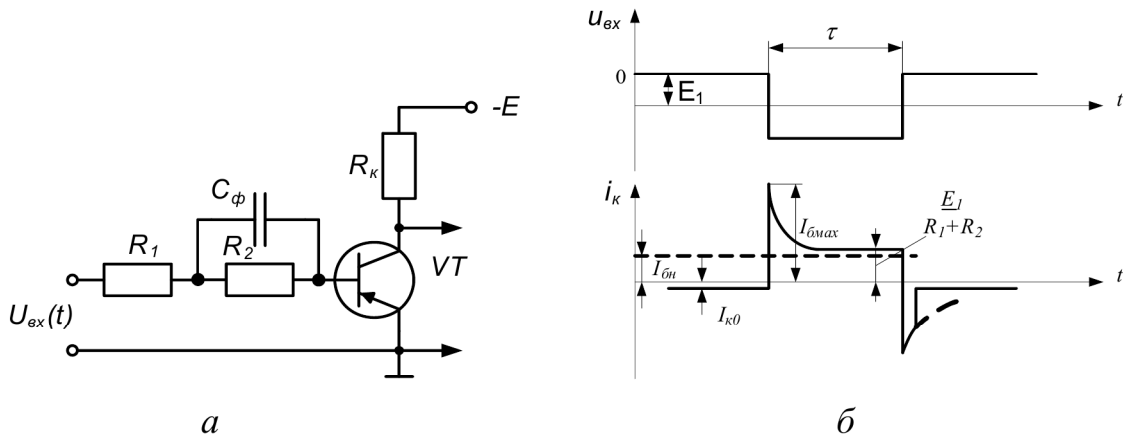 -E
Rк
Cф
R1
R2
VT
Uвх(t)
а
uвх
τ
0
E1
t
iк
Iбмах
E1
R1+R2
Iбн
t
Iк0
б